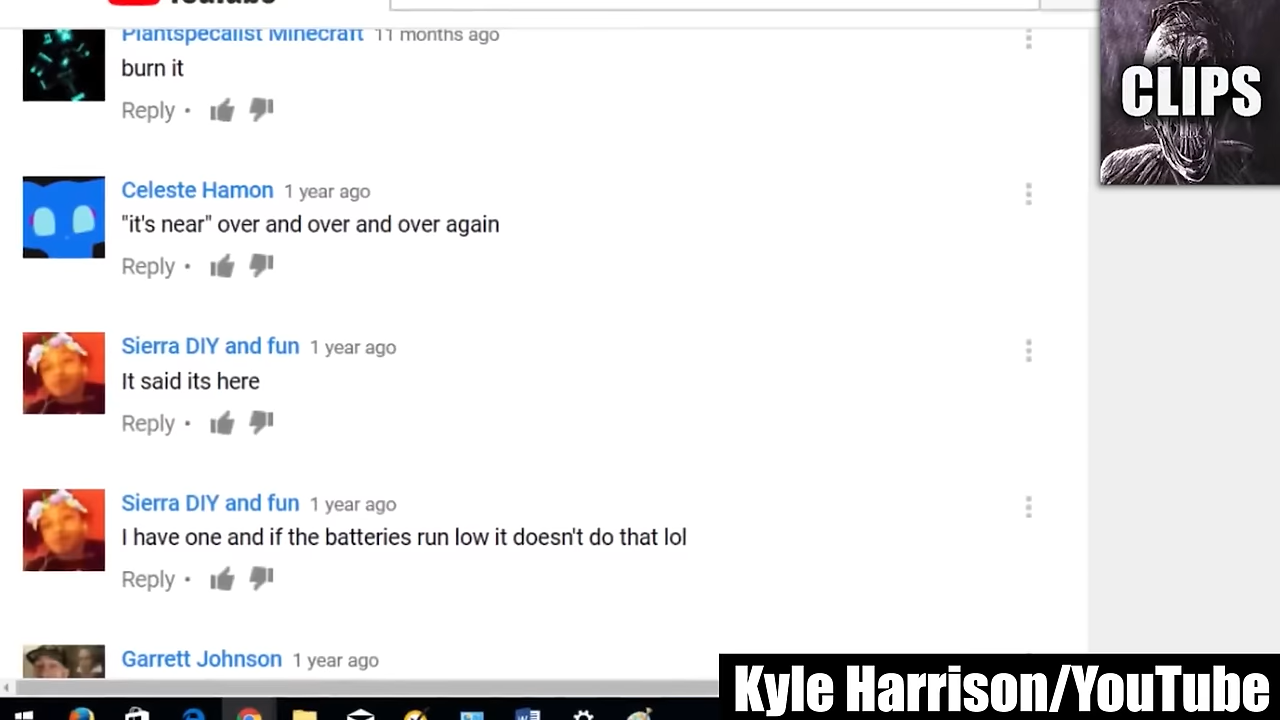 YouTube
Plantspecalist Minecraft 11 months ago
burn it
Reply •
CLIPS
Celeste Hamon 1 year ago
"it's near" over and over and over again
Reply •
Sierra DIY and fun 1 year ago
It said its here
Reply •
Sierra DIY and fun 1 year ago
I have one and if the batteries run low it doesn't do that lol
Reply •
Garrett Johnson 1 year ago
Kyle Harrison/YouTube